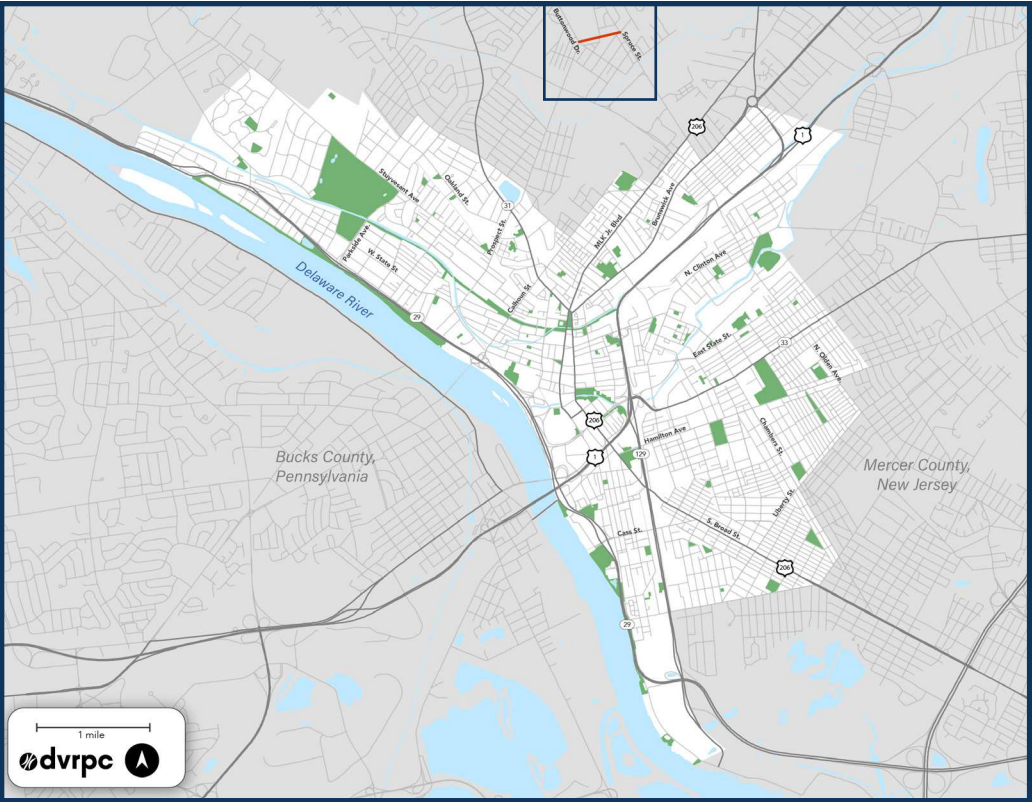 Buttonwood Dr.
Spruce St.
206
1
Stuyvesant Ave
Oakland St.
31
Prospect St.
MLK Jr. Blvd
Brunswick Ave
Parkside Ave.
W. State St
N. Clinton Ave
Delaware River
Calhoun St
29
East State St.
33
N. Olden Ave.
206
Hamilton Ave
Chambers St.
1
129
Bucks County,
Pennsylvania
Mercer County,
New Jersey
Liberty St.
Cass St.
S. Broad St.
206
29
1 mile
dvrpc